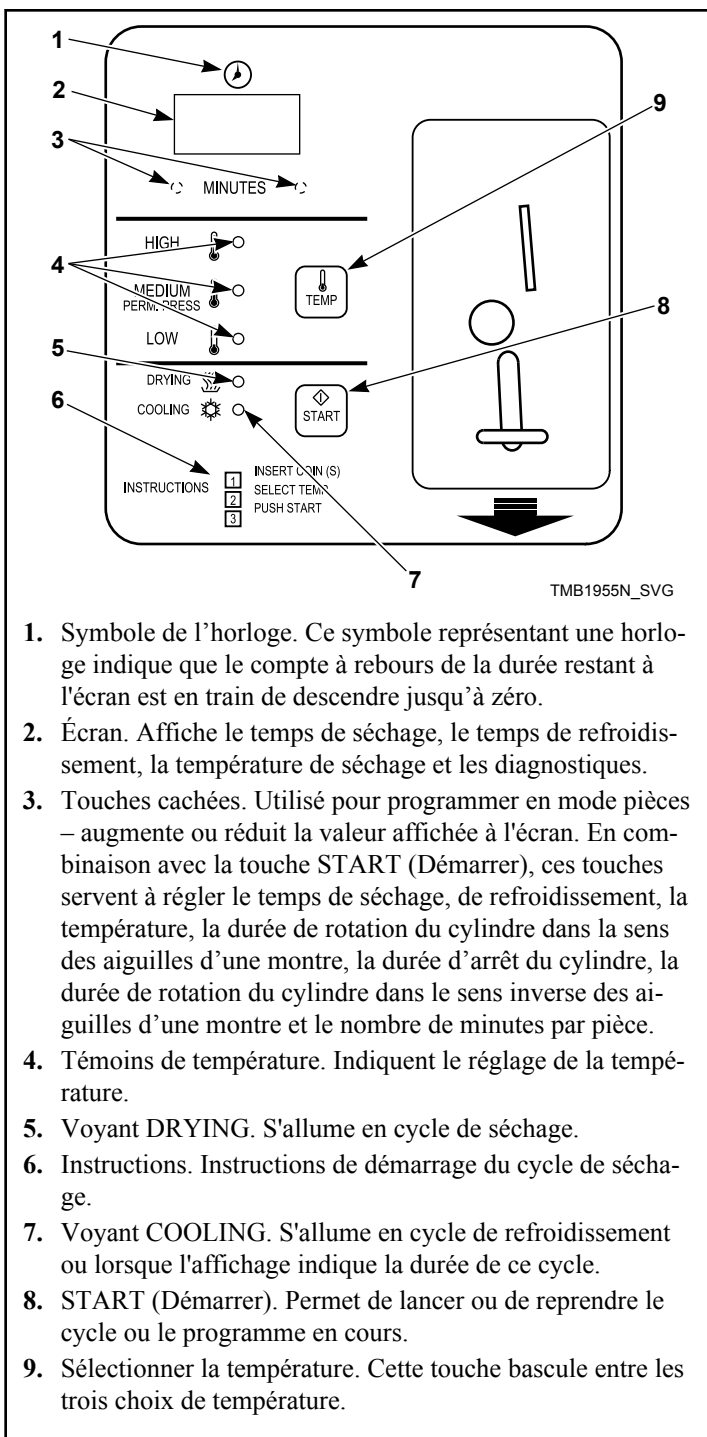 1
2
9
3
MINUTES
HIGH
4
MEDIUM
PERM. PRESS
TEMP
8
LOW
5
DRYING
6
COOLING
START
INSERT COIN (S)
INSTRUCTIONS
1
SELECT TEMP
2
PUSH START
3
7
TMB1955N_SVG
1. Symbole de l’horloge. Ce symbole représentant une horlo-
ge indique que le compte à rebours de la durée restant à
l'écran est en train de descendre jusqu’à zéro.
2. Écran. Affiche le temps de séchage, le temps de refroidis-
sement, la température de séchage et les diagnostiques.
3. Touches cachées. Utilisé pour programmer en mode pièces
– augmente ou réduit la valeur affichée à l'écran. En com-
binaison avec la touche START (Démarrer), ces touches
servent à régler le temps de séchage, de refroidissement, la
température, la durée de rotation du cylindre dans la sens
des aiguilles d’une montre, la durée d’arrêt du cylindre, la
durée de rotation du cylindre dans le sens inverse des ai-
guilles d’une montre et le nombre de minutes par pièce.
4. Témoins de température. Indiquent le réglage de la tempé-
rature.
5. Voyant DRYING. S'allume en cycle de séchage.
6. Instructions. Instructions de démarrage du cycle de sécha-
ge.
7. Voyant COOLING. S'allume en cycle de refroidissement
ou lorsque l'affichage indique la durée de ce cycle.
8. START (Démarrer). Permet de lancer ou de reprendre le
cycle ou le programme en cours.
9. Sélectionner la température. Cette touche bascule entre les
trois choix de température.